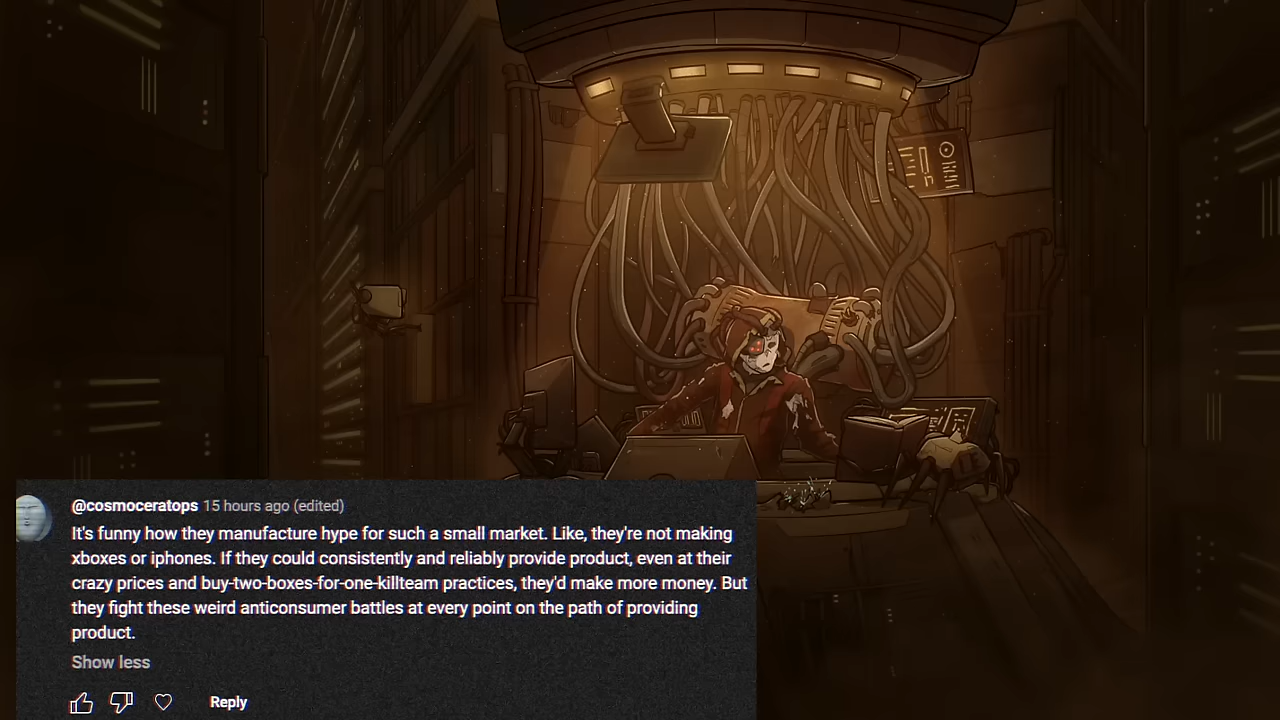 @cosmoceratops 15 hours ago (edited)
It's funny how they manufacture hype for such a small market. Like, they're not making
xboxes or iphones. If they could consistently and reliably provide product, even at their
crazy prices and buy-two-boxes-for-one-killteam practices, they'd make more money. But
they fight these weird anticonsumer battles at every point on the path of providing
product.
Show less
Reply